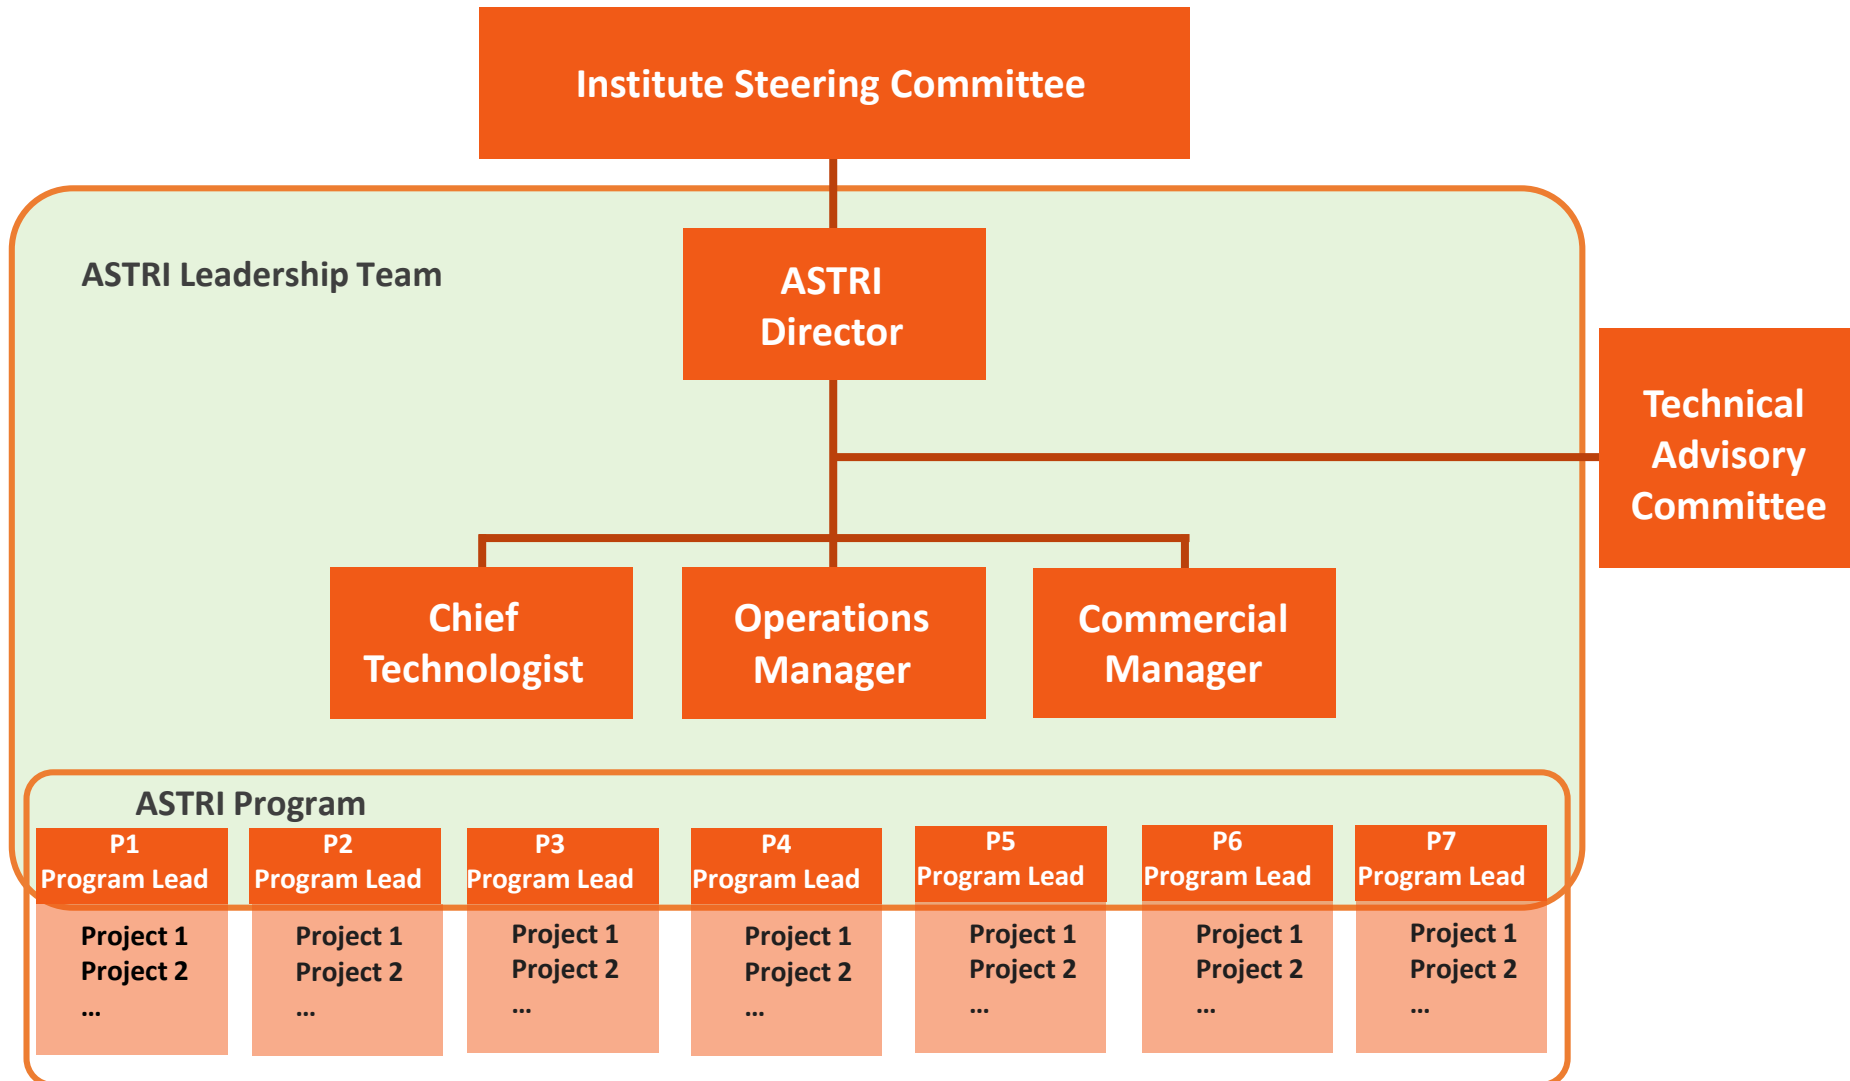 Institute Steering Committee
ASTRI Leadership Team
ASTRI
Director
Technical
Advisory
Committee
Chief
Technologist
Operations
Manager
Commercial
Manager
ASTRI Program
P1
Program Lead
P2
Program Lead
P3
Program Lead
P4
Program Lead
P5
Program Lead
P6
Program Lead
P7
Program Lead
Project 1
Project 2
...
Project 1
Project 2
...
Project 1
Project 2
...
Project 1
Project 2
...
Project 1
Project 2
...
Project 1
Project 2
...
Project 1
Project 2
...